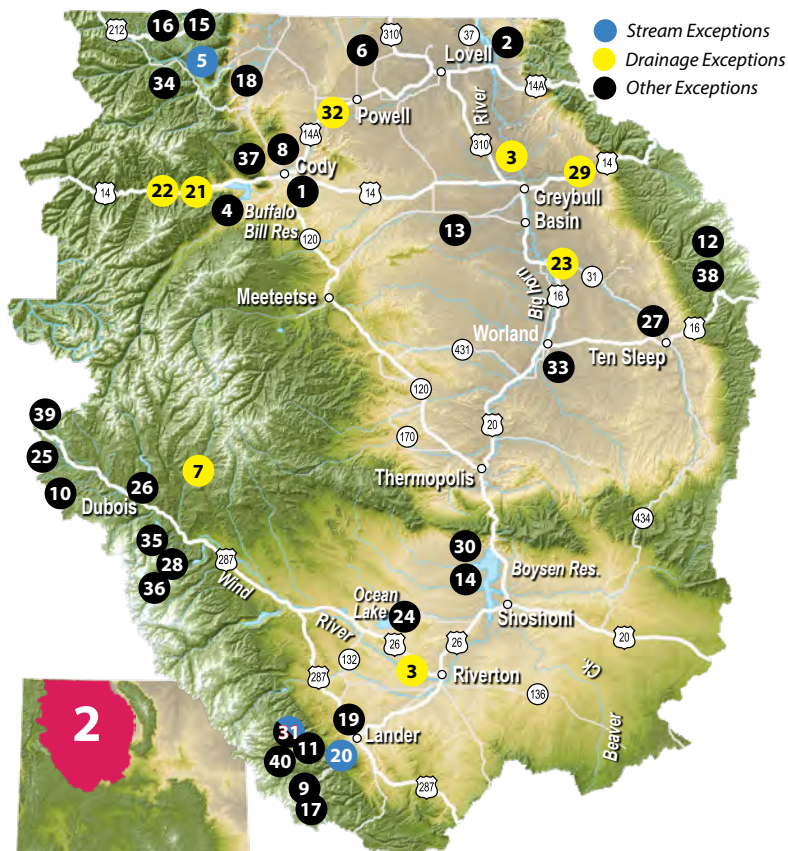 16 15
212
5
34
18
6
310
37
2
Lovell
14A
Stream Exceptions
Drainage Exceptions
Other Exceptions
32
Powell
14A
River
310
3
29
14
37
8
Cody
1
14
22
21
4
Buffalo
Bill Res.
14
Greybull
Basin
13
120
23
31
12
38
Big Horn
16
Meeteetse
27
16
Worland
33
Ten Sleep
431
120
20
170
39
25
10
26
7
Dubois
Thermopolis
434
35
28
36
287
Wind
River
30
14
Boysen Res.
Ocean
Lake
24
26
26
Shoshoni
20
132
287
3
Riverton
136
Ck.
Beaver
2
31
19
11
40
20
Lander
9
17
287